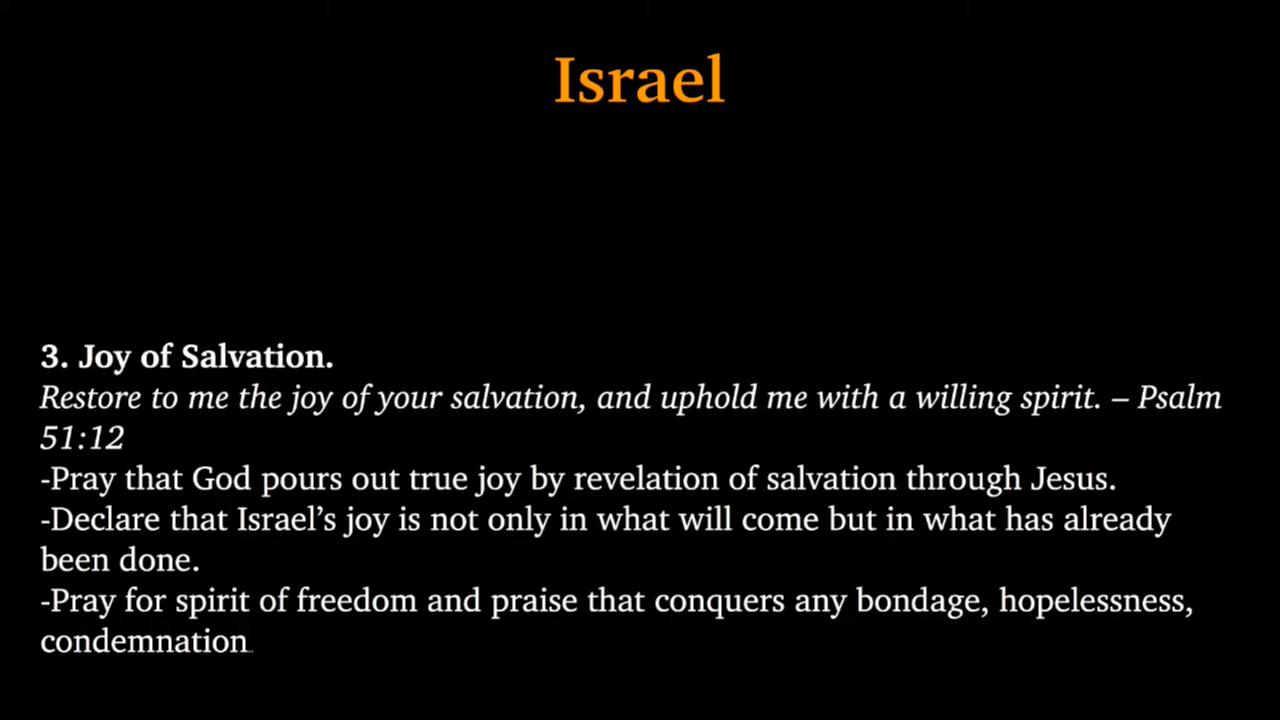 Israel
3. Joy of Salvation.
Restore to me the joy of your salvation, and uphold me with a willing spirit. – Psalm
51:12
-Pray that God pours out true joy by revelation of salvation through Jesus.
-Declare that Israel’s joy is not only in what will come but in what has already
been done.
-Pray for spirit of freedom and praise that conquers any bondage, hopelessness,
condemnation..